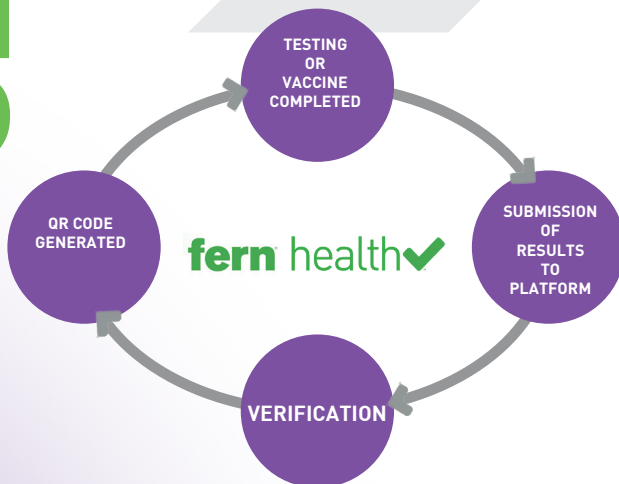 TESTING
OR
VACCINE
COMPLETED
SUBMISSION
OF
RESULTS
TO
PLATFORM
QR CODE
GENERATED
fern health
VERIFICATION